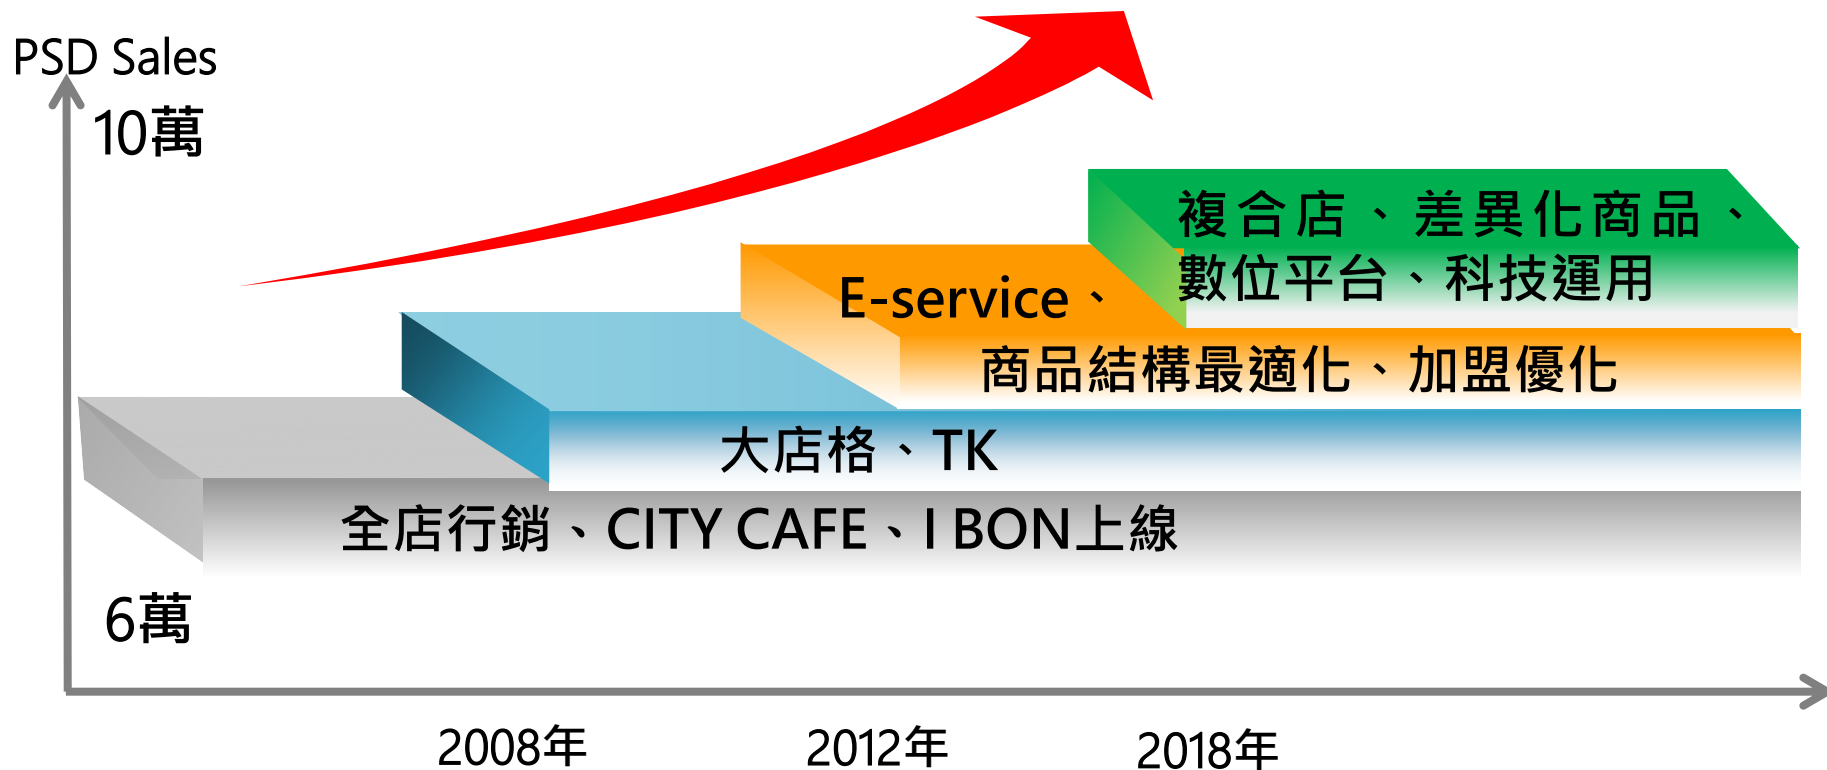 PSD Sales
10萬
複合店、差異化商品、
數位平台、科技運用
E-service、
商品結構最適化、加盟優化
大店格、TK
全店行銷、CITY CAFE、I BON上線
6萬
2008年
2012年
2018年